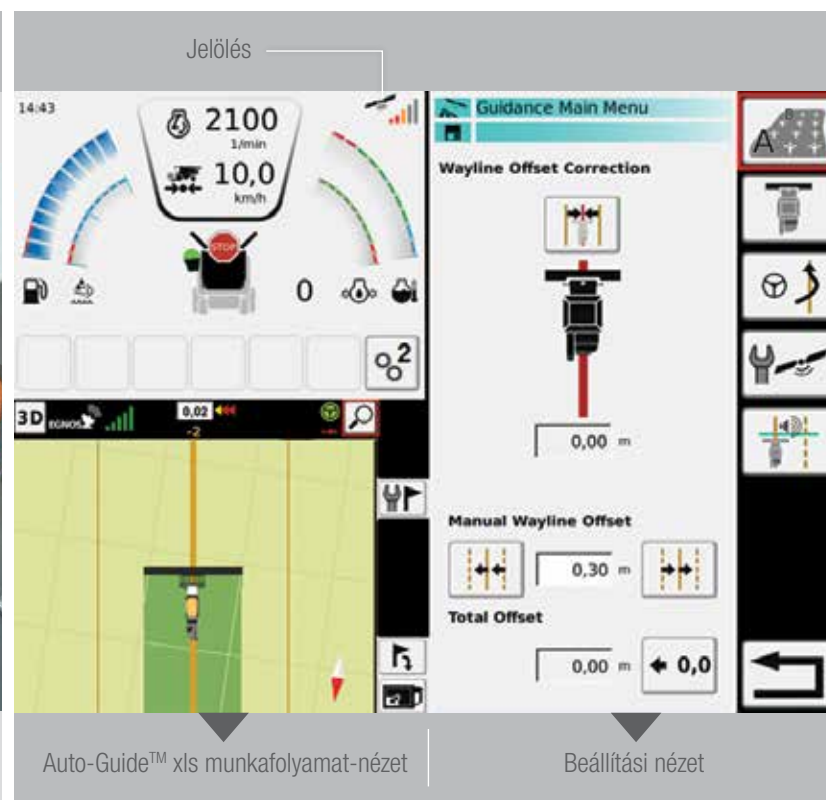 Jelölés
14:43
2100
1/min
10,0
km/h
STOP
0
2
3D
EGNOS
0,02
-2
Guidance Main Menu
Wayline Offset Correction
0,00 m
Manual Wayline Offset
0,30 m
Total Offset
0,00 m
0,0
A
B
Auto-Guide™ xls munkafolyamat-nézet
Beállítási nézet